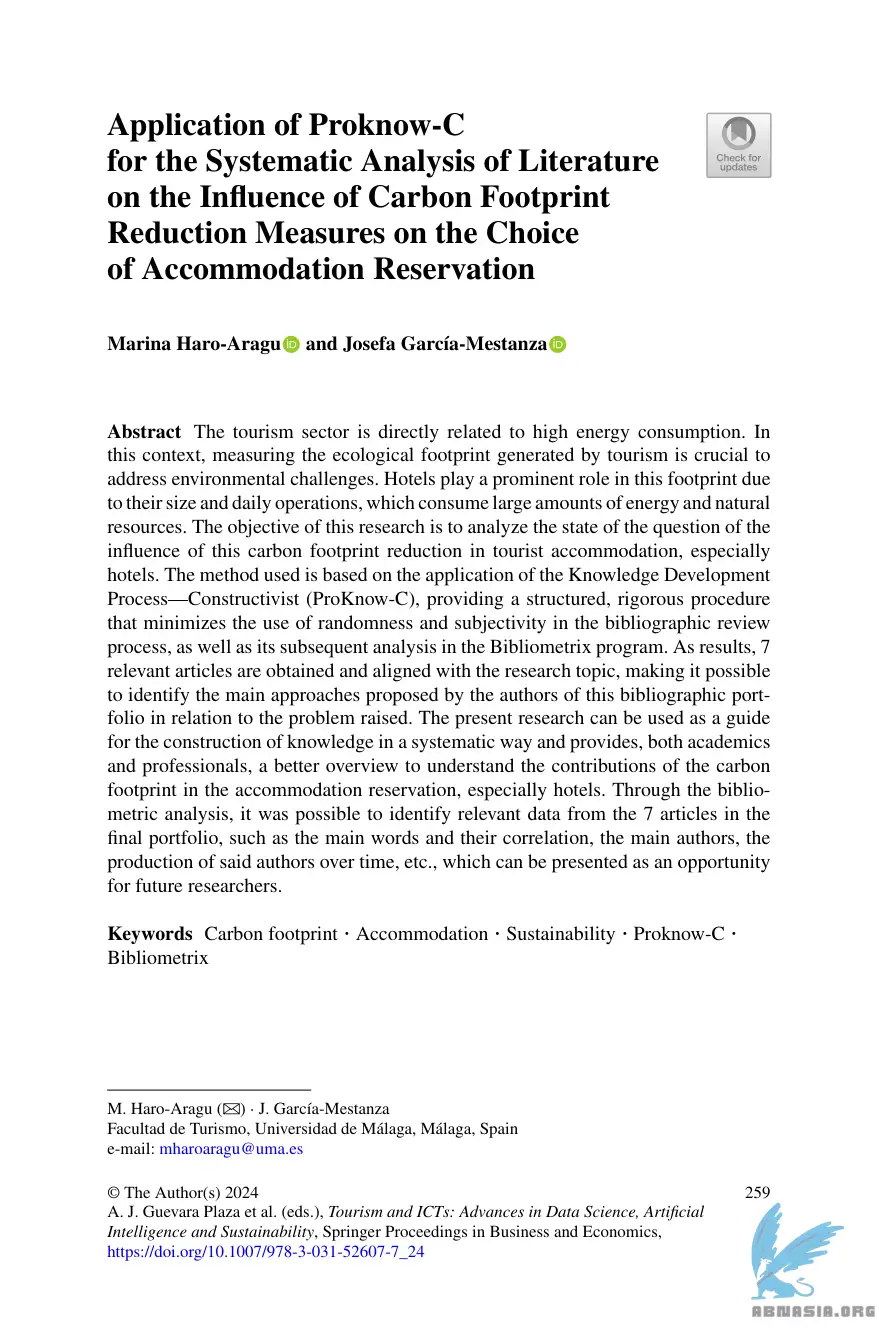 Application of Proknow-C
for the Systematic Analysis of Literature
on the Influence of Carbon Footprint
Reduction Measures on the Choice
of Accommodation Reservation
Check for
updates
Marina Haro-Aragu iD and Josefa García-Mestanza iD
Abstract The tourism sector is directly related to high energy consumption. In
this context, measuring the ecological footprint generated by tourism is crucial to
address environmental challenges. Hotels play a prominent role in this footprint due
to their size and daily operations, which consume large amounts of energy and natural
resources. The objective of this research is to analyze the state of the question of the
influence of this carbon footprint reduction in tourist accommodation, especially
hotels. The method used is based on the application of the Knowledge Development
Process—Constructivist (ProKnow-C), providing a structured, rigorous procedure
that minimizes the use of randomness and subjectivity in the bibliographic review
process, as well as its subsequent analysis in the Bibliometrix program. As results, 7
relevant articles are obtained and aligned with the research topic, making it possible
to identify the main approaches proposed by the authors of this bibliographic port-
folio in relation to the problem raised. The present research can be used as a guide
for the construction of knowledge in a systematic way and provides, both academics
and professionals, a better overview to understand the contributions of the carbon
footprint in the accommodation reservation, especially hotels. Through the biblio-
metric analysis, it was possible to identify relevant data from the 7 articles in the
final portfolio, such as the main words and their correlation, the main authors, the
production of said authors over time, etc., which can be presented as an opportunity
for future researchers.
Keywords Carbon footprint · Accommodation · Sustainability · Proknow-C ·
Bibliometrix
M. Haro-Aragu (✉) · J. García-Mestanza
Facultad de Turismo, Universidad de Málaga, Málaga, Spain
e-mail: mharoaragu@uma.es
© The Author(s) 2024 259
A. J. Guevara Plaza et al. (eds.), Tourism and ICTs: Advances in Data Science, Artificial
Intelligence and Sustainability, Springer Proceedings in Business and Economics,
https://doi.org/10.1007/978-3-031-52607-7_24
ABNASIA.ORG